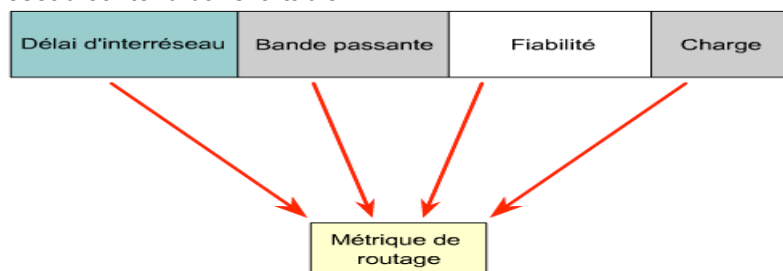 Délai d'interréseau
Bande passante
Fiabilité
Charge
Métrique de
routage